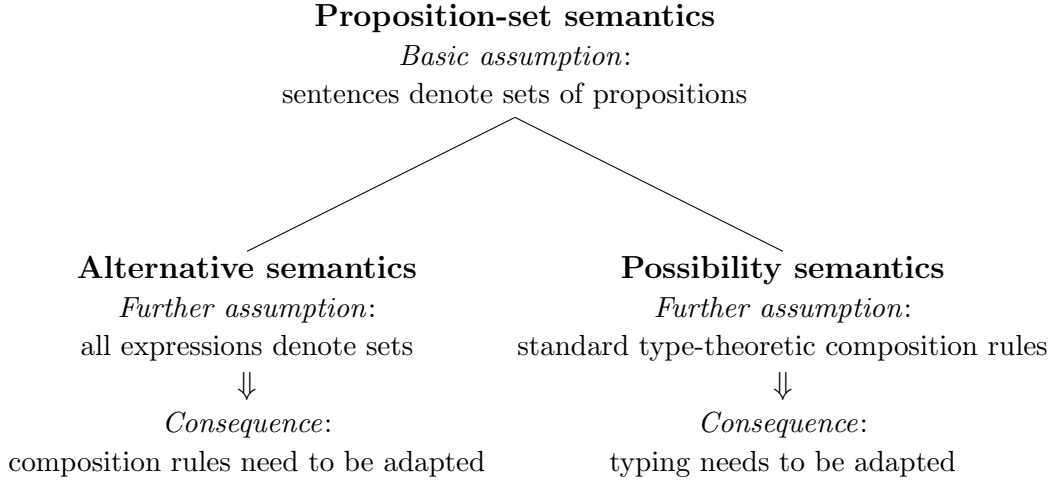 Proposition-set semantics
Basic assumption:
sentences denote sets of propositions
Alternative semantics
Further assumption:
all expressions denote sets
⇓
Consequence:
composition rules need to be adapted
Possibility semantics
Further assumption:
standard type-theoretic composition rules
⇓
Consequence:
typing needs to be adapted